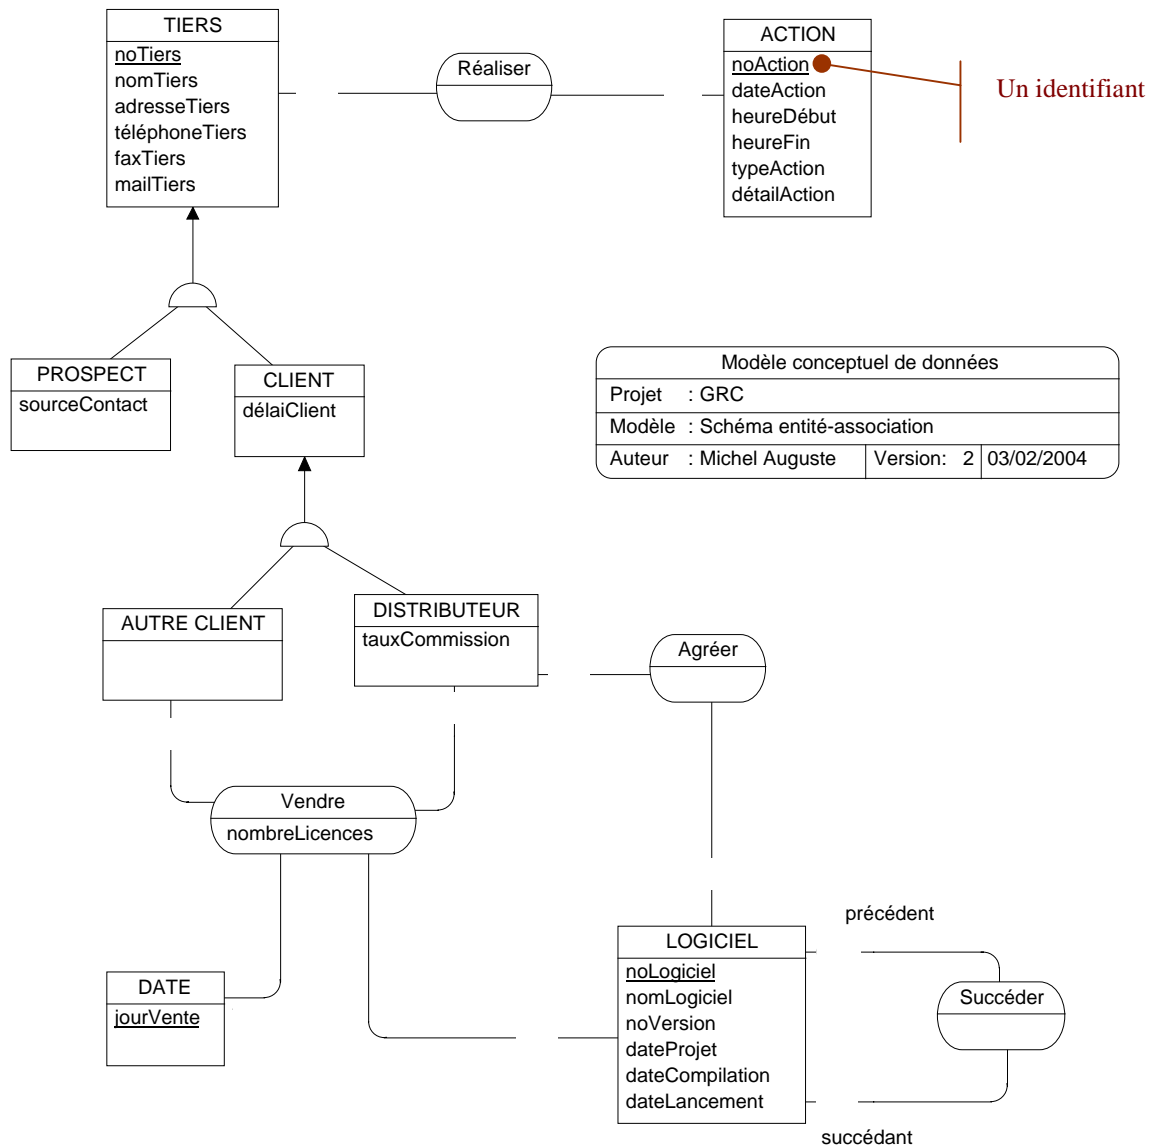 TIERS
noTiers
nomTiers
adresseTiers
téléphoneTiers
faxTiers
mailTiers
Réaliser
ACTION
noAction
dateAction
heureDébut
heureFin
typeAction
détailAction
Un identifiant
PROSPECT
sourceContact
CLIENT
délaiClient
Modèle conceptuel de données
Projet : GRC
Modèle : Schéma entité-association
Auteur : Michel Auguste Version: 2 03/02/2004
AUTRE CLIENT
DISTRIBUTEUR
tauxCommission
Agréer
Vendre
nombreLicences
DATE
jourVente
LOGICIEL
noLogiciel
nomLogiciel
noVersion
dateProjet
dateCompilation
dateLancement
précédent
Succéder
succédant